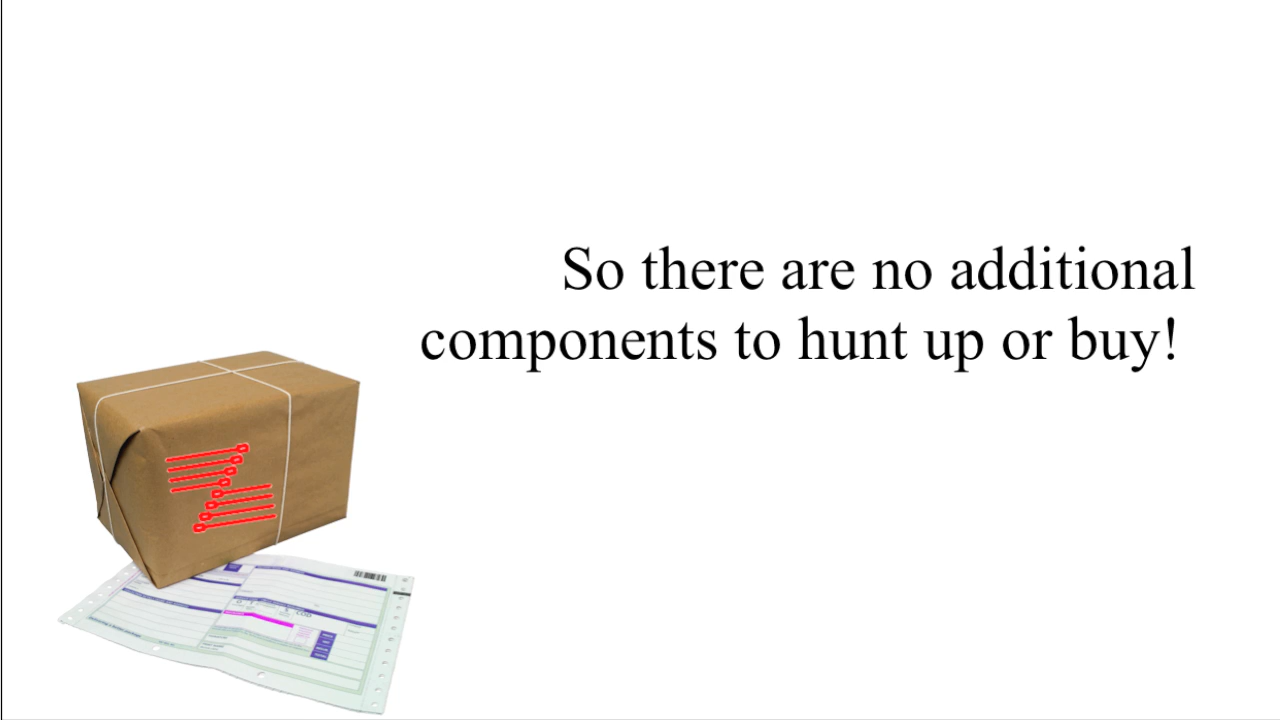 So there are no additional
components to hunt up or buy!